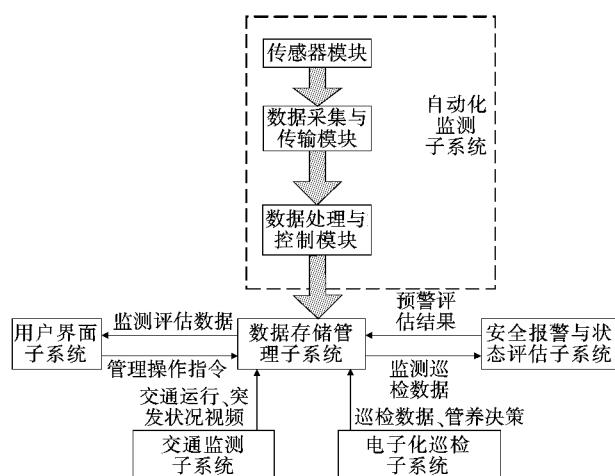 传感器模块
数据采集与
传输模块
自动化
监测
子系统
数据处理与
控制模块
监测评估数据
预警评
估结果
用户界面
子系统
数据存储管
理子系统
安全报警与状
态评估子系统
管理操作指令
监测巡
检数据
交通运行、突
发状况视频
巡检数据、管养决策
交通监测
子系统
电子化巡检
子系统